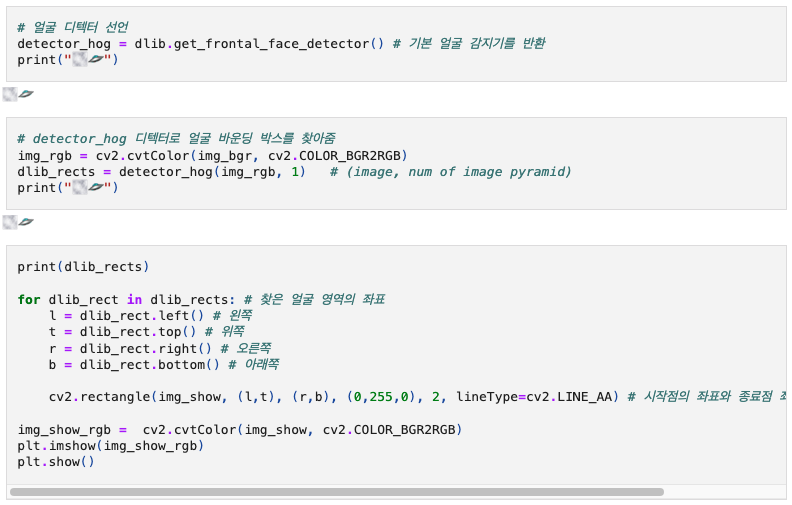 # 얼굴 디텍터 선언
detector_hog = dlib.get_frontal_face_detector() # 기본 얼굴 감지기를 반환
print("🏁🛩")
# detector_hog 디텍터로 얼굴 바운딩 박스를 찾아줌
img_rgb = cv2.cvtColor(img_bgr, cv2.COLOR_BGR2RGB)
dlib_rects = detector_hog(img_rgb, 1)   # (image, num of image pyramid)
print("")
print(dlib_rects)
for dlib_rect in dlib_rects: # 찾은 얼굴 영역의 좌표
    l = dlib_rect.left() # 왼쪽
    t = dlib_rect.top() # 위쪽
    r = dlib_rect.right() # 오른쪽
    b = dlib_rect.bottom() # 아래쪽
    cv2.rectangle(img_show, (l,t), (r,b), (0,255,0), 2, lineType=cv2.LINE_AA) # 시작점의 좌표와 종료점
img_show_rgb =  cv2.cvtColor(img_show, cv2.COLOR_BGR2RGB)
plt.imshow(img_show_rgb)
plt.show()